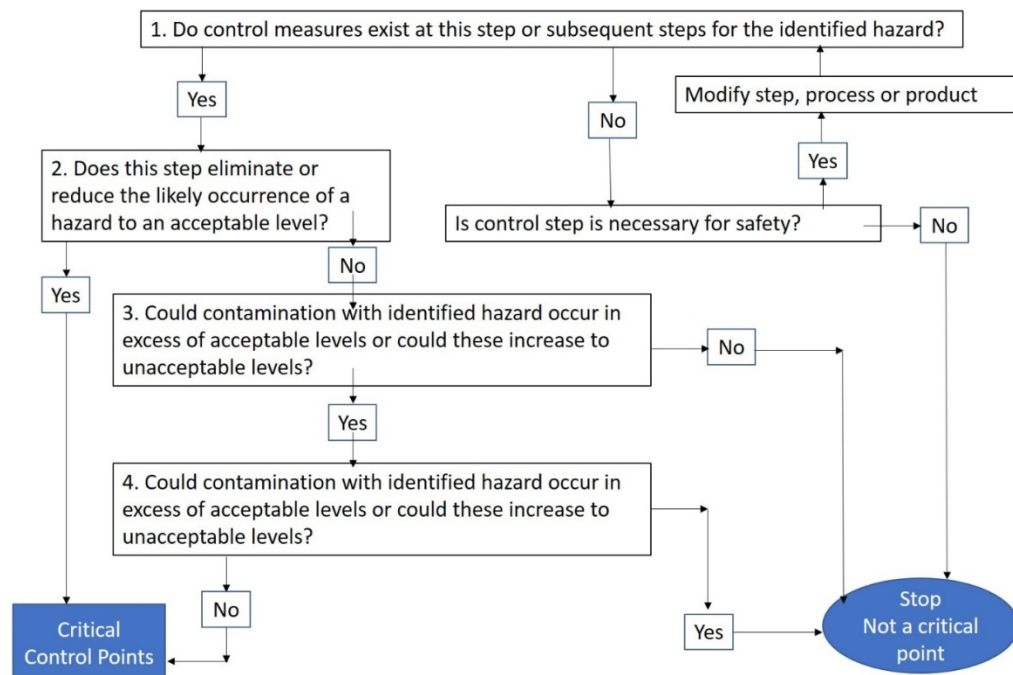 1. Do control measures exist at this step or subsequent steps for the identified hazard?
Yes
No
Modify step, process or product
Yes
2. Does this step eliminate or
reduce the likely occurrence of a
hazard to an acceptable level?
Is control step is necessary for safety?
No
Yes
No
3. Could contamination with identified hazard occur in
excess of acceptable levels or could these increase to
unacceptable levels?
No
Yes
4. Could contamination with identified hazard occur in
excess of acceptable levels or could these increase to
unacceptable levels?
No
Yes
Critical
Control Points
Stop
Not a critical
point